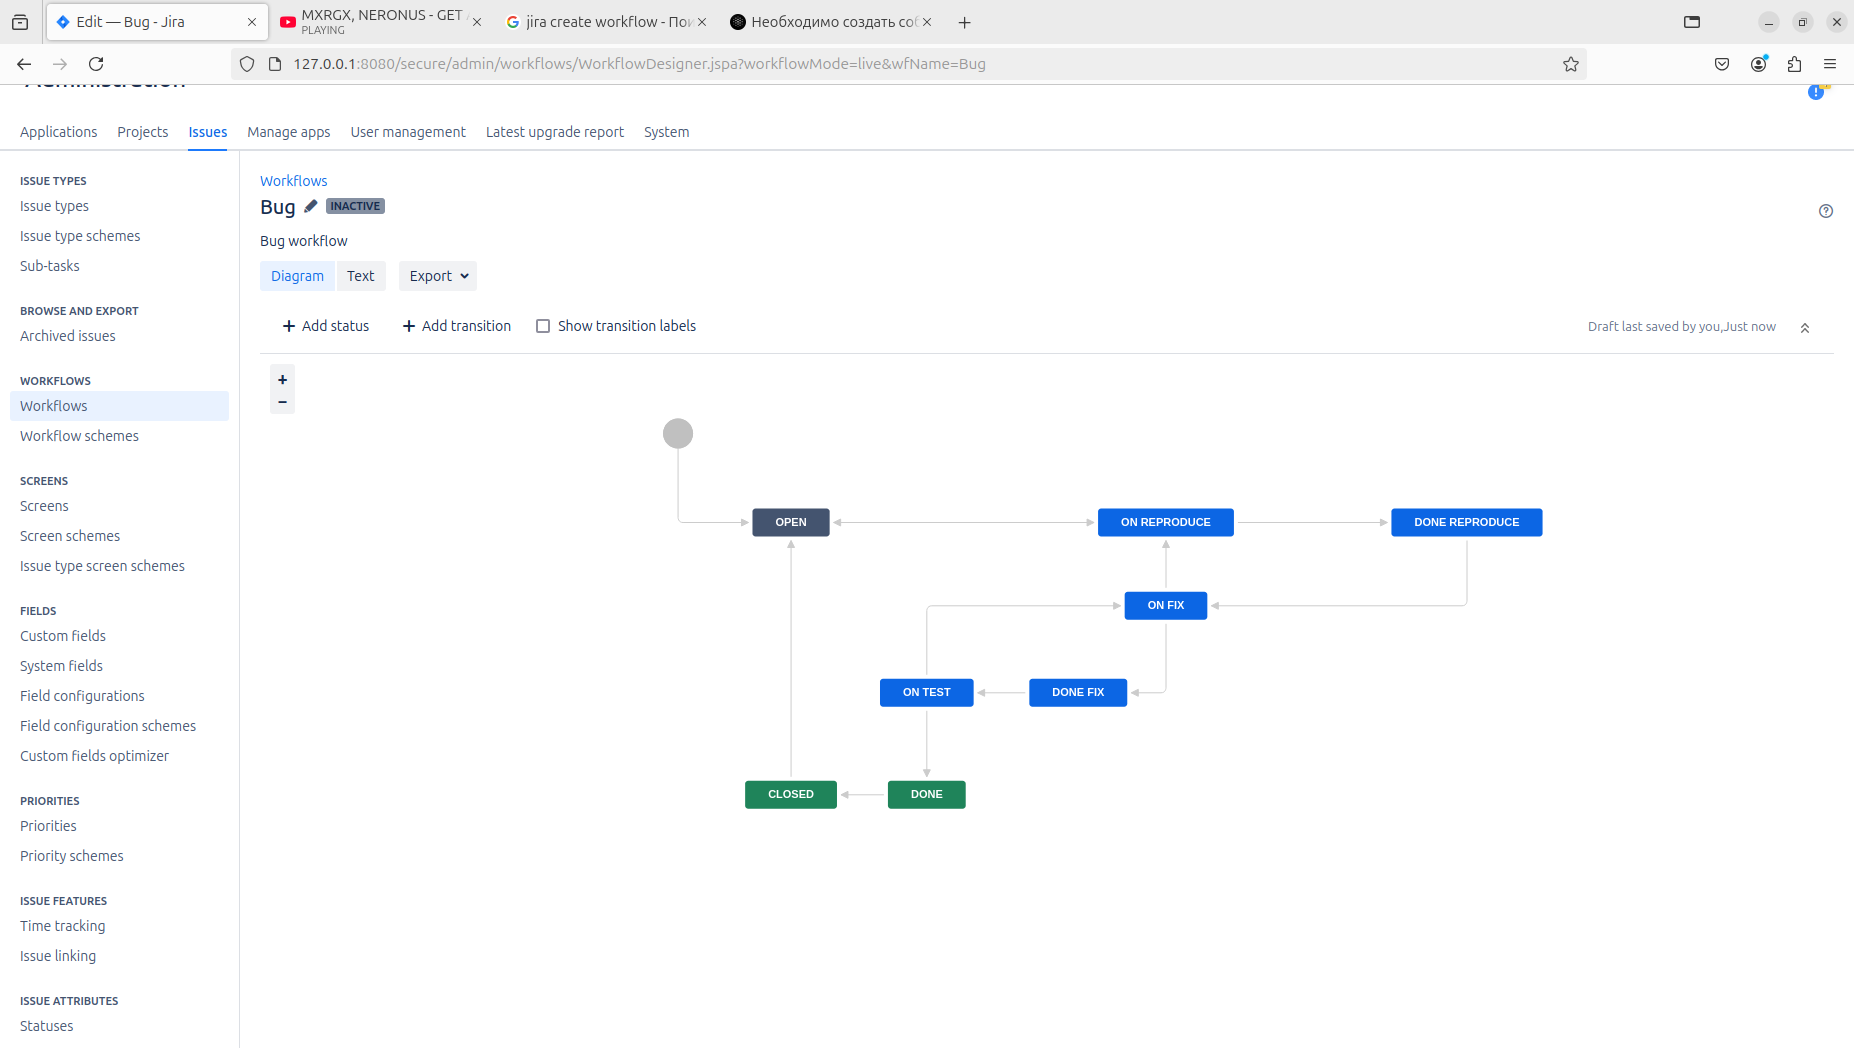 Edit — Bug - Jira
MXRGX, NERONUS - GET
PLAYING
jira create workflow - Пои
Необходимо создать со
127.0.0.1:8080/secure/admin/workflows/WorkflowDesigner.jspa?workflowMode=live&wfName=Bug
Administration
Applications
Projects
Issues
Manage apps
User management
Latest upgrade report
System
ISSUE TYPES
Issue types
Issue type schemes
Sub-tasks
BROWSE AND EXPORT
Archived issues
WORKFLOWS
Workflows
Workflow schemes
SCREENS
Screens
Screen schemes
Issue type screen schemes
FIELDS
Custom fields
System fields
Field configurations
Field configuration schemes
Custom fields optimizer
PRIORITIES
Priorities
Priority schemes
ISSUE FEATURES
Time tracking
Issue linking
ISSUE ATTRIBUTES
Statuses
Workflows
Bug INACTIVE
Bug workflow
Diagram
Text
Export
+ Add status
+ Add transition
Show transition labels
Draft last saved by you,Just now
+
−
OPEN
ON REPRODUCE
DONE REPRODUCE
ON FIX
ON TEST
DONE FIX
CLOSED
DONE